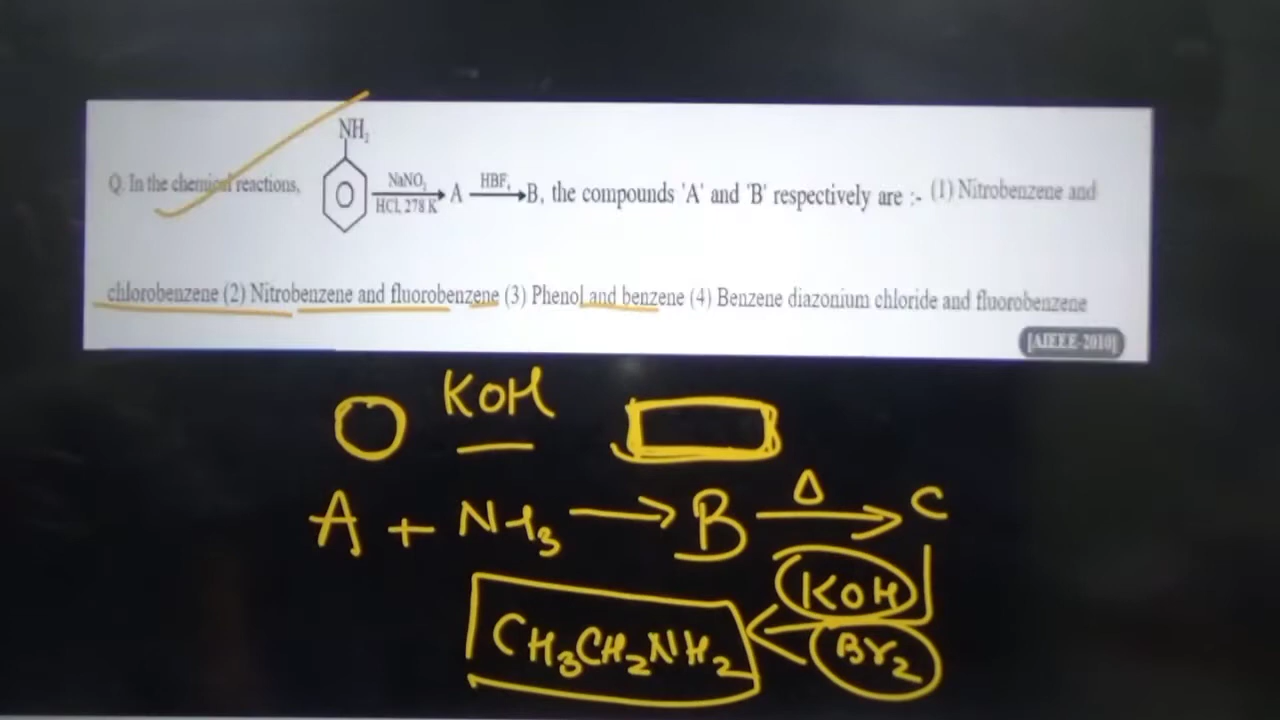 NH₂
Q. In the chemical reactions, NaNO₂ HCl, 278 K A HBF₄ B, the compounds 'A' and 'B' respectively are :- (1) Nitrobenzene and
chlorobenzene (2) Nitrobenzene and fluorobenzene (3) Phenol and benzene (4) Benzene diazonium chloride and fluorobenzene
[AIEEE-2010]
KOH
A + NH₃ → B Δ → C
KOH
CH₃CH₂NH₂
Br₂